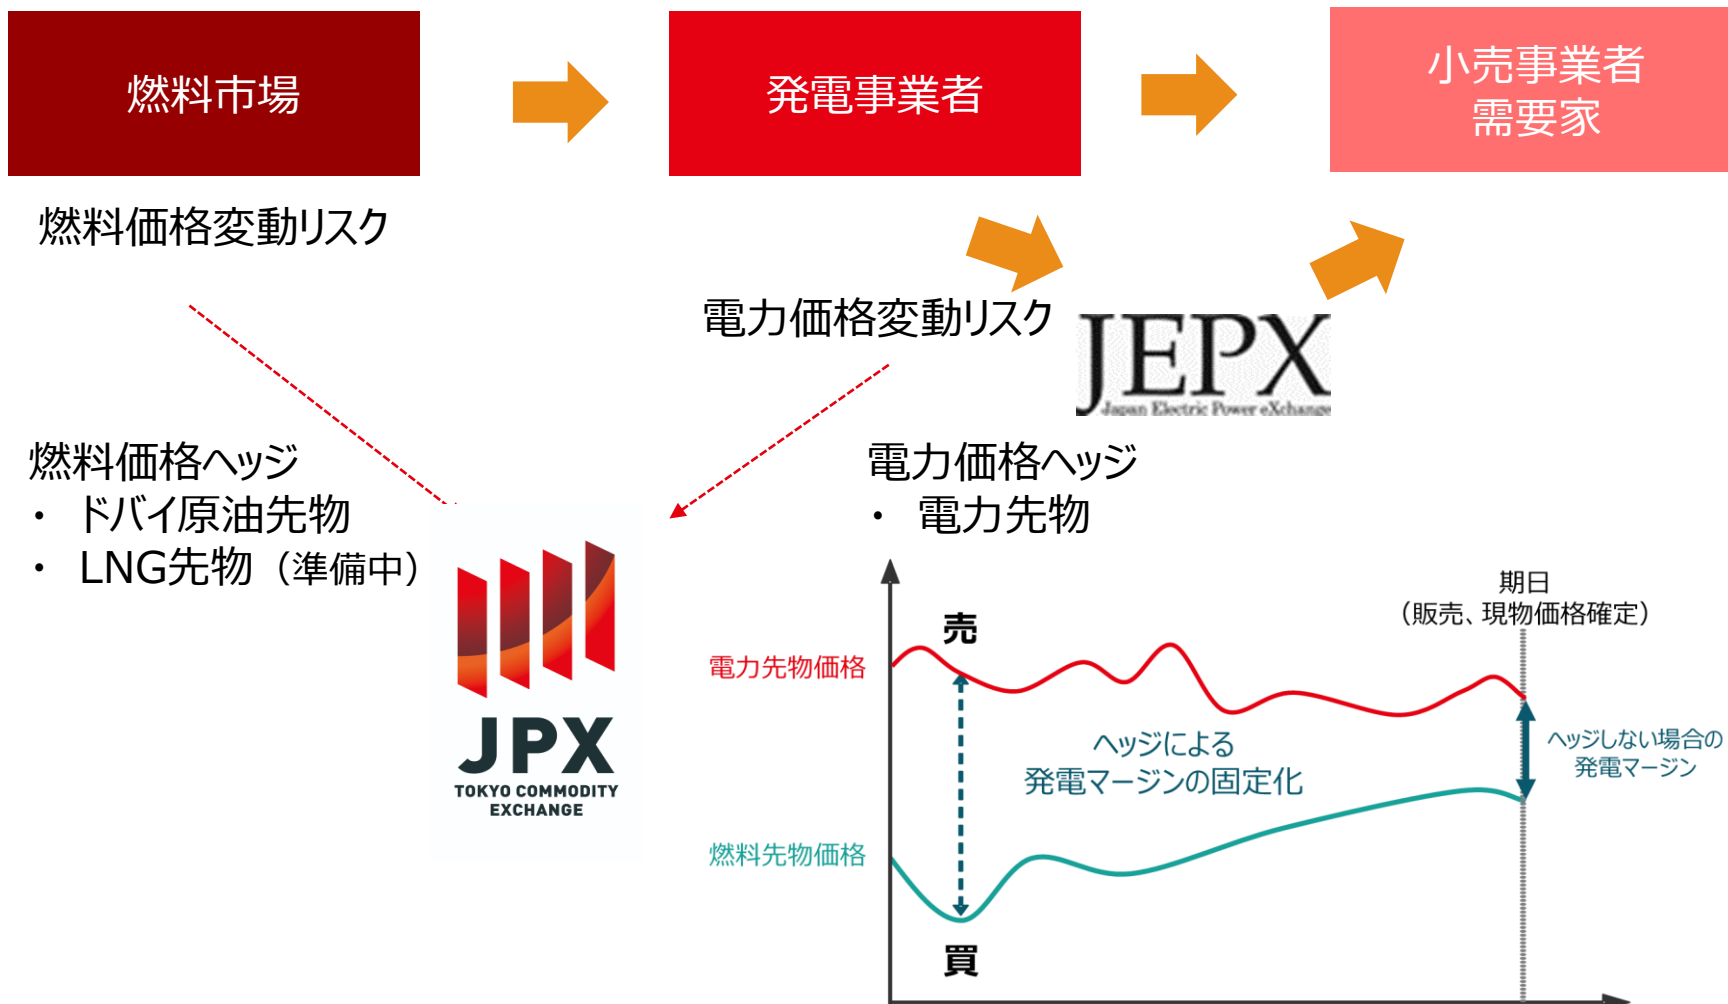 燃料市場
発電事業者
小売事業者
需要家
燃料価格変動リスク
電力価格変動リスク
JEPX
Japan Electric Power eXchange
燃料価格ヘッジ
・ ドバイ原油先物
・ LNG先物（準備中）
JPX
TOKYO COMMODITY
EXCHANGE
電力価格ヘッジ
・ 電力先物
期日
（販売、現物価格確定）
売
電力先物価格
ヘッジによる
発電マージンの固定化
ヘッジしない場合の
発電マージン
燃料先物価格
買